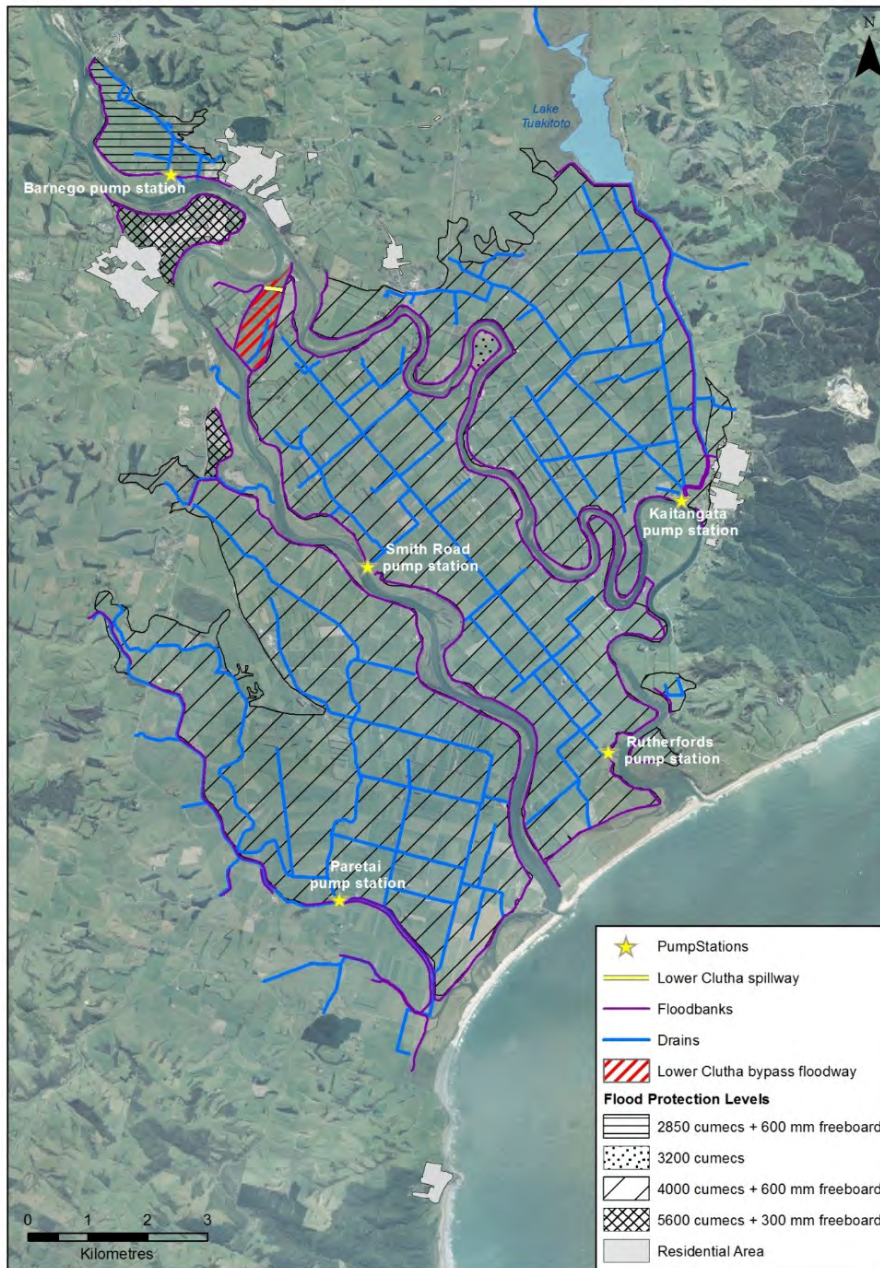 N
Lake
Tuakitoto
Barnego pump station
Kaitangata
pump station
Smith Road
pump station
Rutherfords
pump station
Paretai
pump station
PumpStations
Lower Clutha spillway
Floodbanks
Drains
Lower Clutha bypass floodway
Flood Protection Levels
2850 cumecs + 600 mm freeboard
3200 cumecs
4000 cumecs + 600 mm freeboard
5600 cumecs + 300 mm freeboard
Residential Area
0 1 2 3
Kilometres